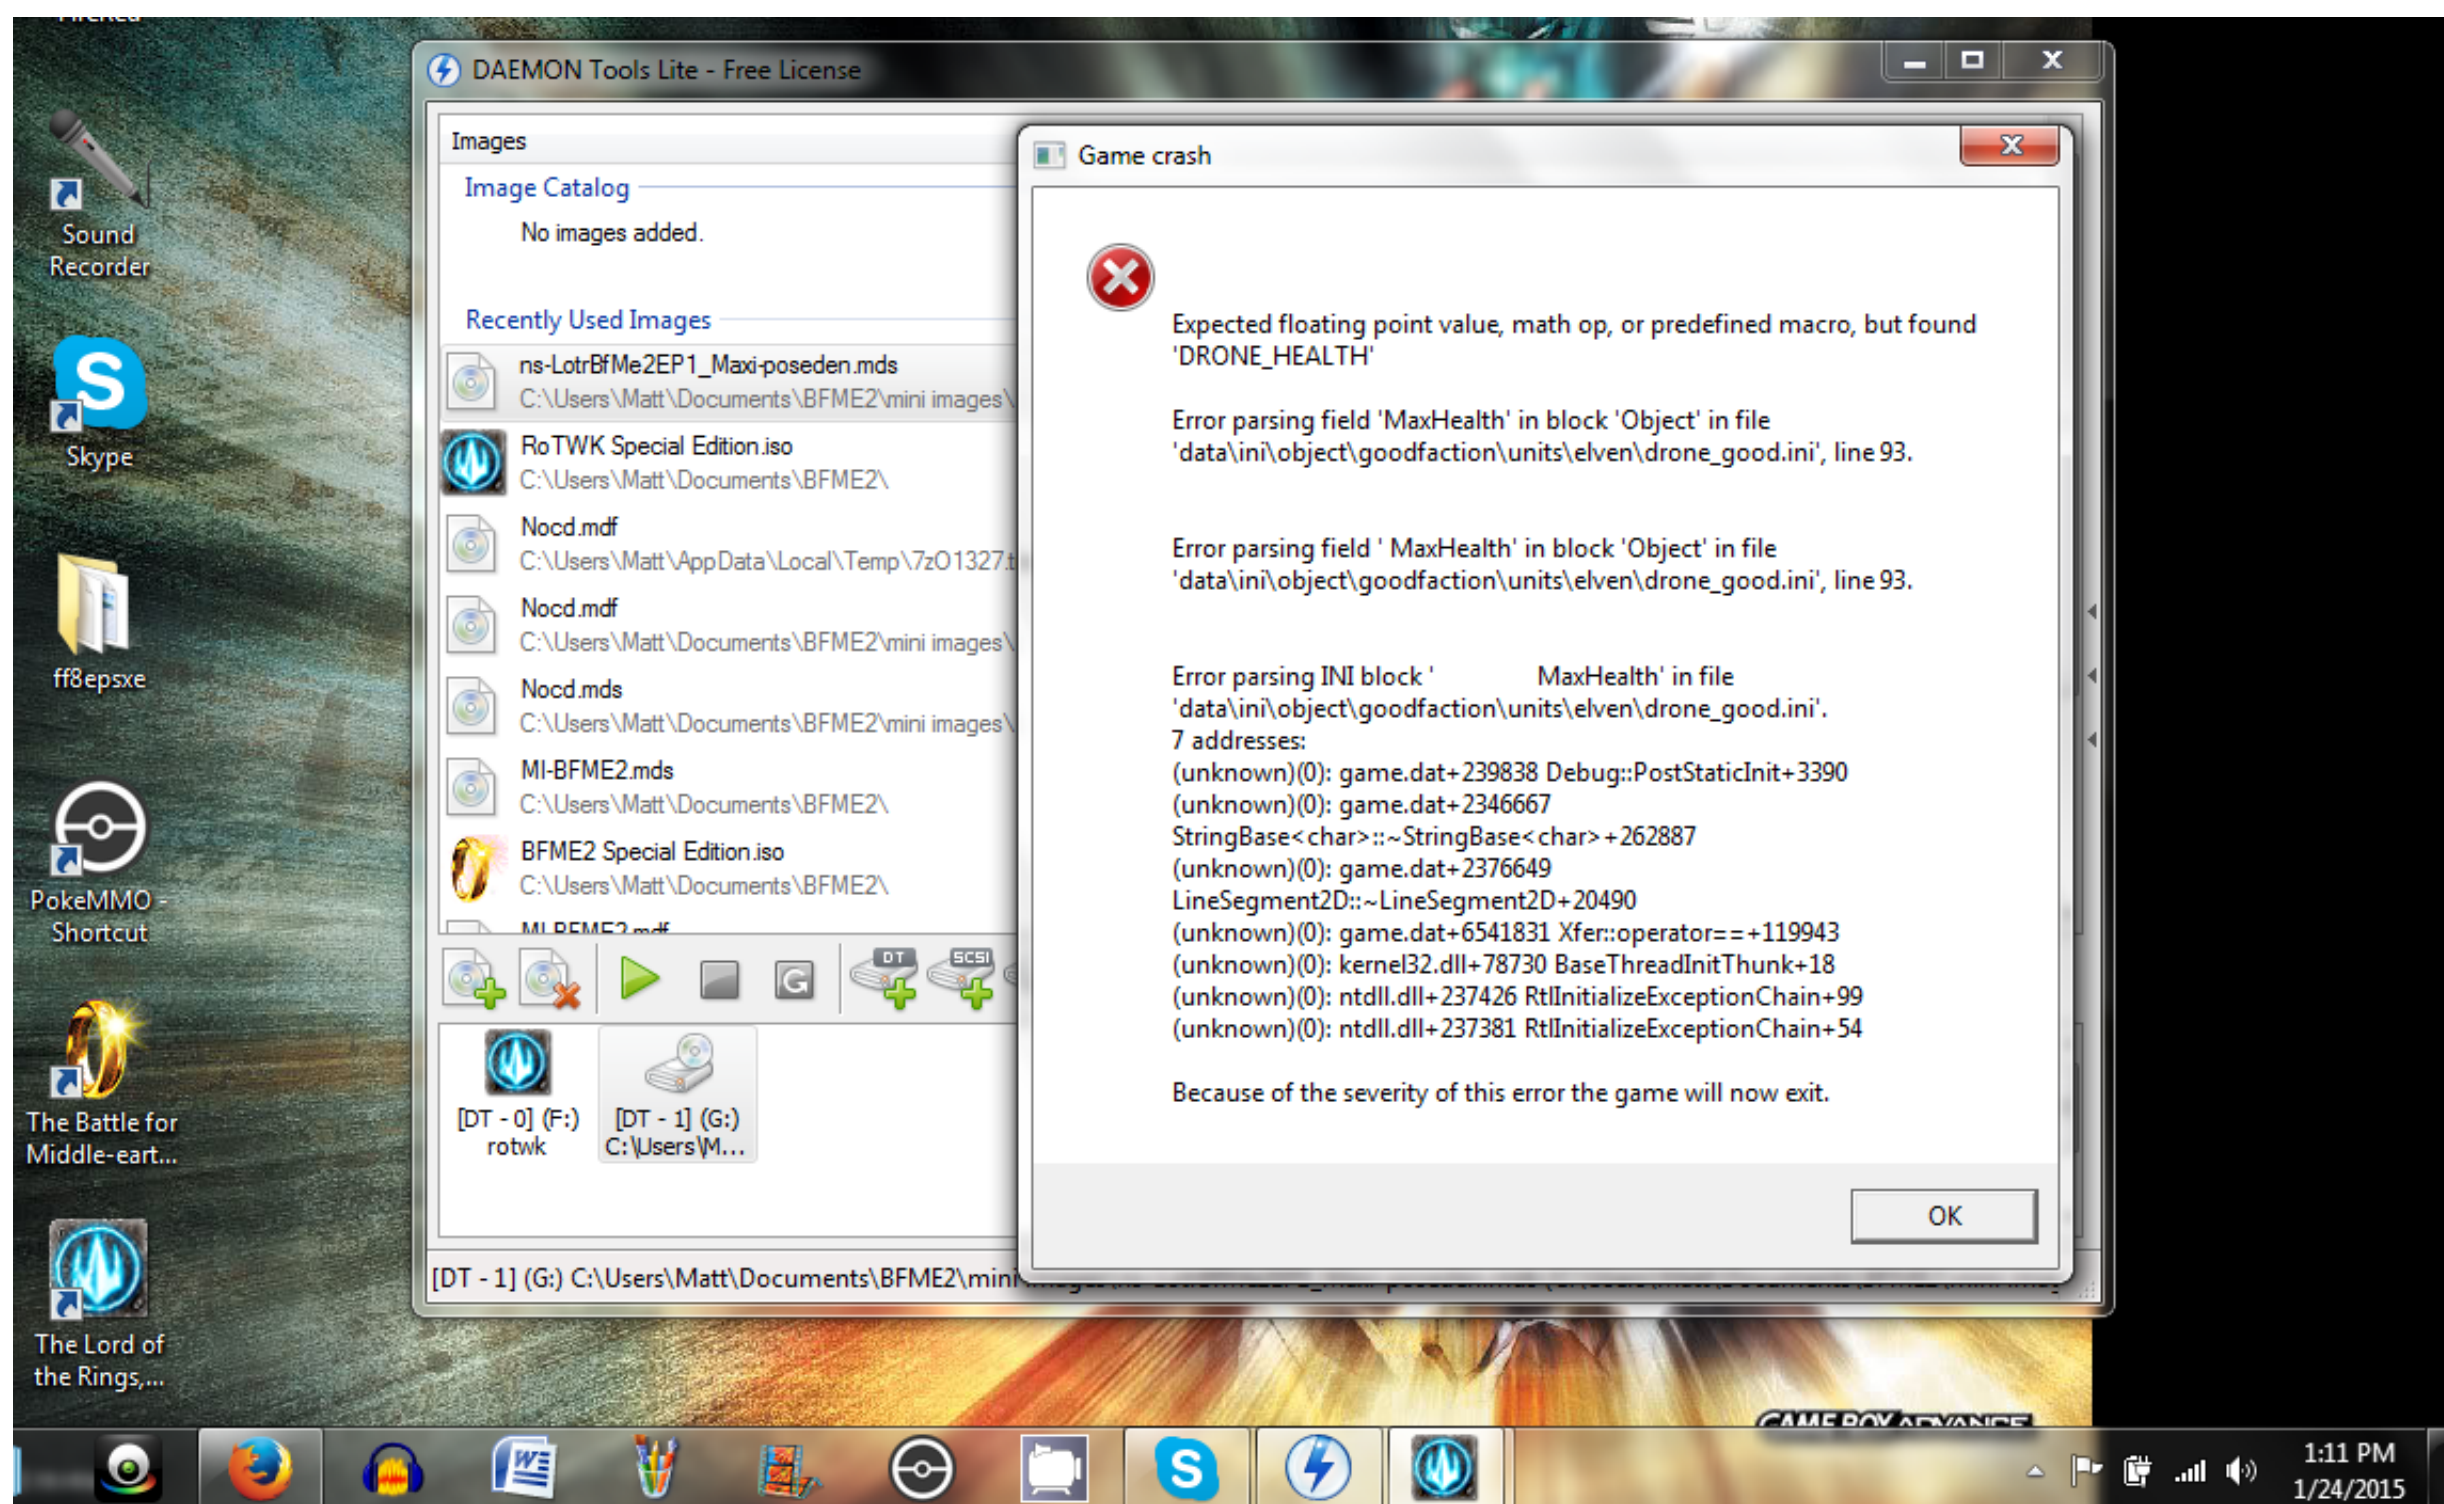 DAEMON Tools Lite - Free License
Images
Image Catalog
No images added.
Recently Used Images
ns-LotrBfMe2EP1_Maxi-poseden.mds
C:\Users\Matt\Documents\BFME2\mini images\
RoTWK Special Edition.iso
C:\Users\Matt\Documents\BFME2\
Nocd.mdf
C:\Users\Matt\AppData\Local\Temp\7zO1327.t
Nocd.mdf
C:\Users\Matt\Documents\BFME2\mini images\
Nocd.mds
C:\Users\Matt\Documents\BFME2\mini images\
MI-BFME2.mds
C:\Users\Matt\Documents\BFME2\
BFME2 Special Edition.iso
C:\Users\Matt\Documents\BFME2\
MI-BFME2.mdf
DT
SCSI
[DT - 0] (F:)
rotwk
[DT - 1] (G:)
C:\Users\M...
[DT - 1] (G:) C:\Users\Matt\Documents\BFME2\mini
Game crash
Expected floating point value, math op, or predefined macro, but found
'DRONE_HEALTH'
Error parsing field 'MaxHealth' in block 'Object' in file
'data\ini\object\goodfaction\units\elven\drone_good.ini', line 93.
Error parsing field ' MaxHealth' in block 'Object' in file
'data\ini\object\goodfaction\units\elven\drone_good.ini', line 93.
Error parsing INI block '               MaxHealth' in file
'data\ini\object\goodfaction\units\elven\drone_good.ini'.
7 addresses:
(unknown)(0): game.dat+239838 Debug::PostStaticInit+3390
(unknown)(0): game.dat+2346667
StringBase<char>::~StringBase<char>+262887
(unknown)(0): game.dat+2376649
LineSegment2D::~LineSegment2D+20490
(unknown)(0): game.dat+6541831 Xfer::operator==+119943
(unknown)(0): kernel32.dll+78730 BaseThreadInitThunk+18
(unknown)(0): ntdll.dll+237426 RtlInitializeExceptionChain+99
(unknown)(0): ntdll.dll+237381 RtlInitializeExceptionChain+54
Because of the severity of this error the game will now exit.
OK
Sound
Recorder
Skype
ff8epsxe
PokeMMO -
Shortcut
The Battle for
Middle-eart...
The Lord of
the Rings,...
GAME BOY ADVANCE
1:11 PM
1/24/2015